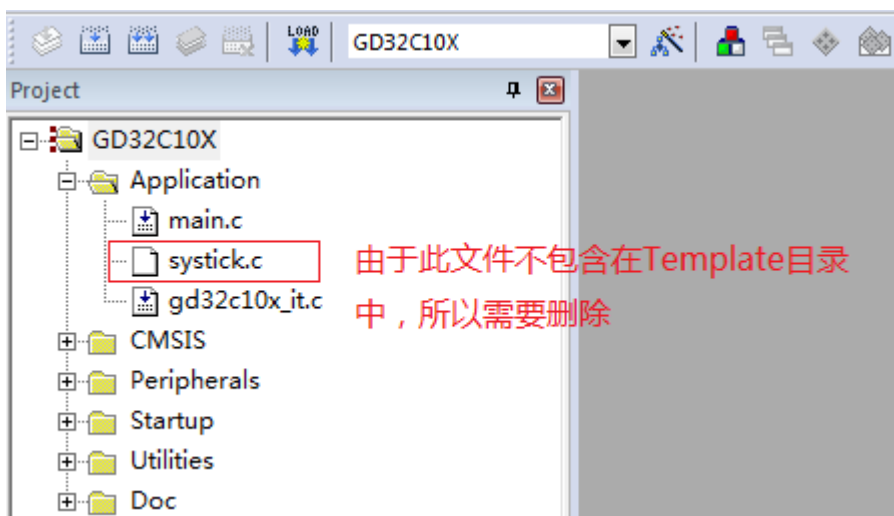 LOAD
GD32C10X
Project
GD32C10X
Application
main.c
systick.c
由于此文件不包含在Template目录
中，所以需要删除
gd32c10x_it.c
CMSIS
Peripherals
Startup
Utilities
Doc